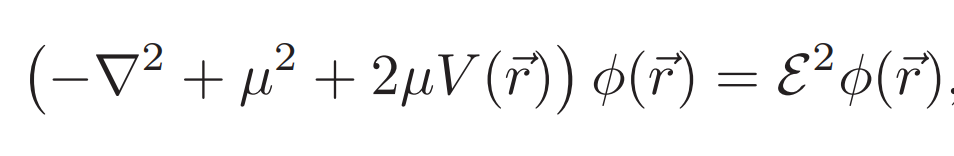 (−∇² + μ² + 2μV(r⃗)) ϕ(r⃗) = ℰ²ϕ(r⃗),